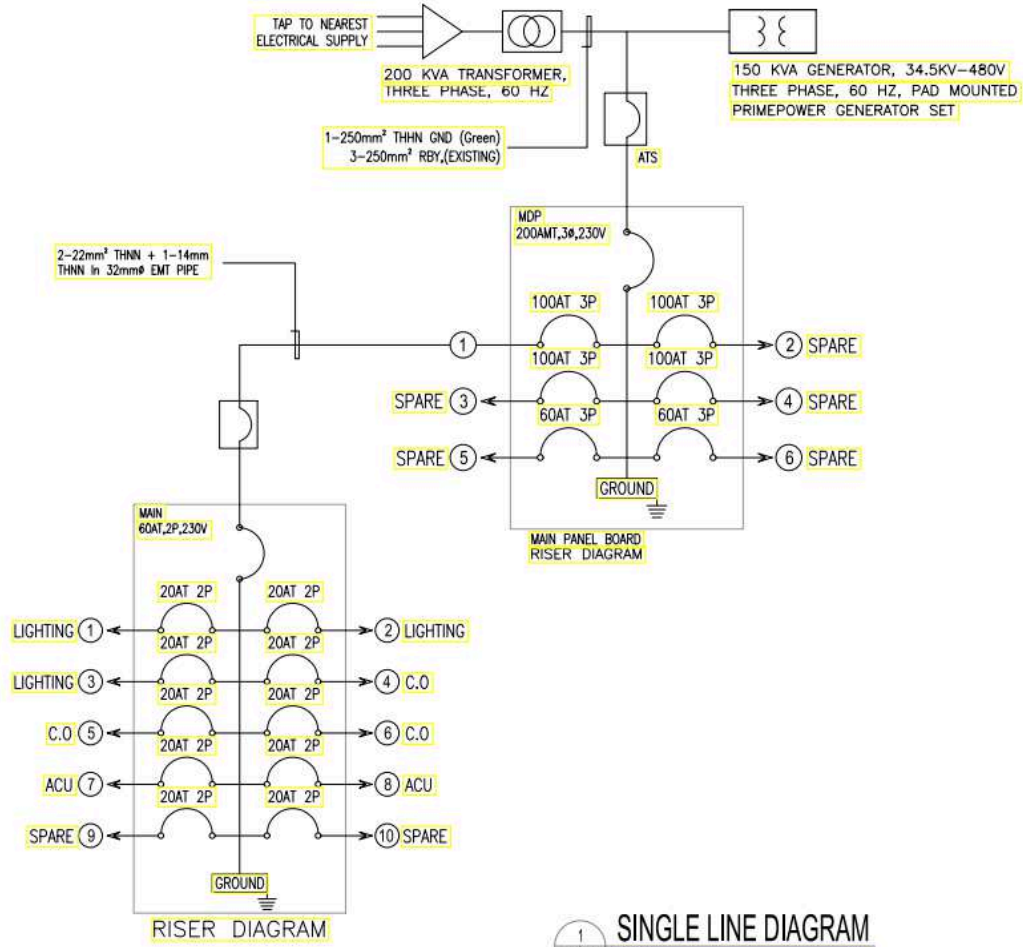 TAP TO NEAREST
ELECTRICAL SUPPLY
200 KVA TRANSFORMER,
THREE PHASE, 60 HZ
150 KVA GENERATOR, 34.5KV-480V
THREE PHASE, 60 HZ, PAD MOUNTED
PRIMEPOWER GENERATOR SET
1-250mm² THHN GND (Green)
3-250mm² RBY,(EXISTING)
ATS
MDP
200AMT,3ø,230V
2-22mm² THNN + 1-14mm
THNN In 32mmø EMT PIPE
100AT 3P 100AT 3P
1 2 SPARE
100AT 3P 100AT 3P
SPARE 3 4 SPARE
60AT 3P 60AT 3P
SPARE 5 6 SPARE
GROUND
MAIN PANEL BOARD
RISER DIAGRAM
MAIN
60AT,2P,230V
20AT 2P 20AT 2P
LIGHTING 1 2 LIGHTING
20AT 2P 20AT 2P
LIGHTING 3 4 C.O
20AT 2P 20AT 2P
C.O 5 6 C.O
20AT 2P 20AT 2P
ACU 7 8 ACU
20AT 2P 20AT 2P
SPARE 9 10 SPARE
GROUND
RISER DIAGRAM
1 SINGLE LINE DIAGRAM